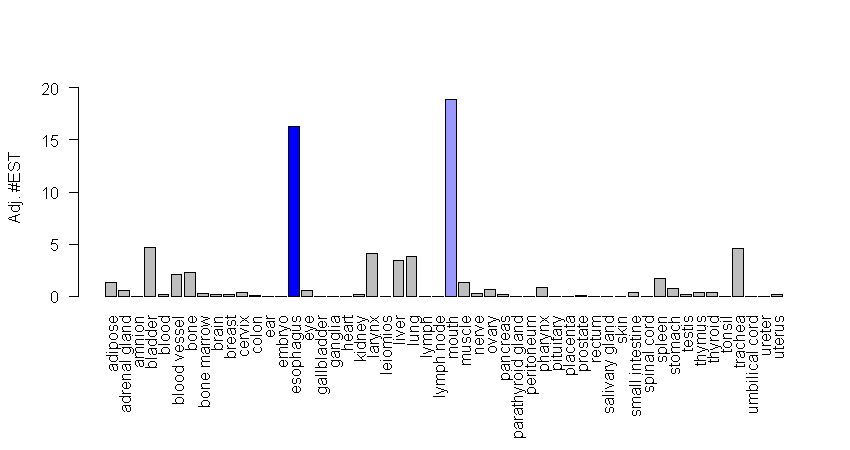 Adj. #EST
20
15
10
5
0
adipose
adrenal gland
amnion
bladder
blood
blood vessel
bone
bone marrow
brain
breast
cervix
colon
ear
embryo
esophagus
eye
gallbladder
ganglia
heart
kidney
larynx
leiomios
liver
lung
lymph
lymph node
mouth
muscle
nerve
ovary
pancreas
parathyroid gland
peritoneum
pharynx
pituitary
placenta
prostate
rectum
salivary gland
skin
small intestine
spinal cord
spleen
stomach
testis
thymus
thyroid
tonsil
trachea
umbilical cord
ureter
uterus